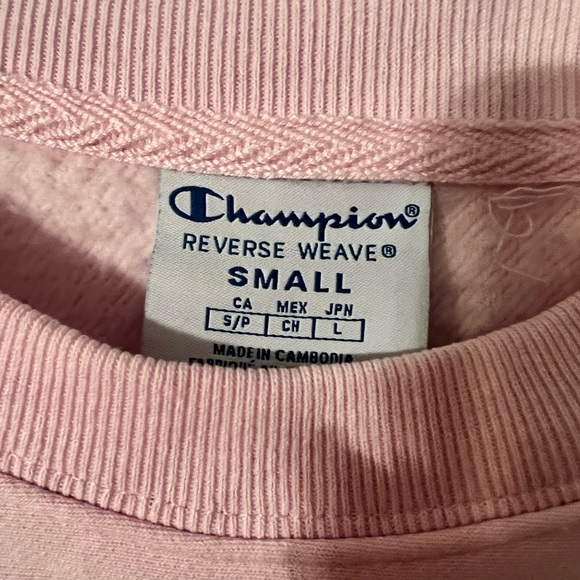 Champion®
REVERSE WEAVE®
SMALL
CA MEX JPN
S/P CH L
MADE IN CAMBODIA